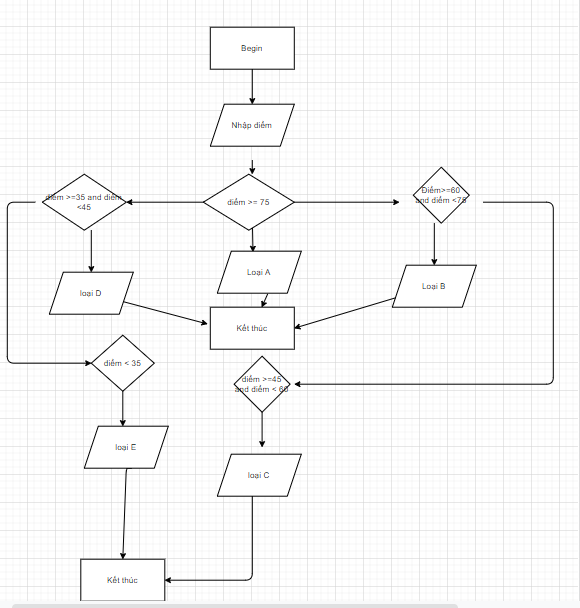 Begin
Nhập điểm
điểm >=35 and điểm
<45
điểm >= 75
Điểm>=60
and điểm <75
Loại A
loại D
Loại B
Kết thúc
điểm < 35
điểm >=45
and điểm < 60
loại E
loại C
Kết thúc